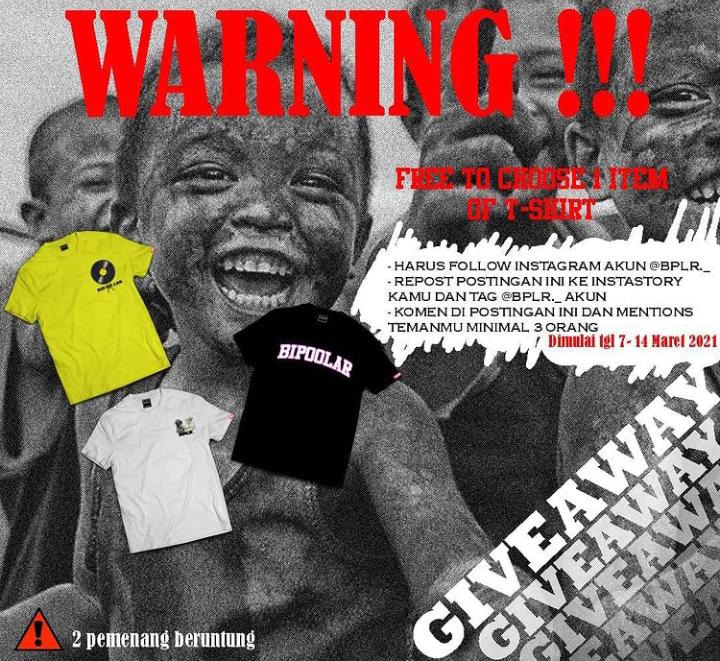 WARNING !!!
FREE TO CHOOSE 1 ITEM
OF T-SHIRT
- HARUS FOLLOW INSTAGRAM AKUN @BPLR._
- REPOST POSTINGAN INI KE INSTASTORY
KAMU DAN TAG @BPLR._ AKUN
- KOMEN DI POSTINGAN INI DAN MENTIONS
TEMANMU MINIMAL 3 ORANG
Dimulai tgl 7- 14 Maret 2021
BIPOOLAR
GIVEAWAY
GIVEAWAY
GIVEAWAY
GIVEAWAY
2 pemenang beruntung